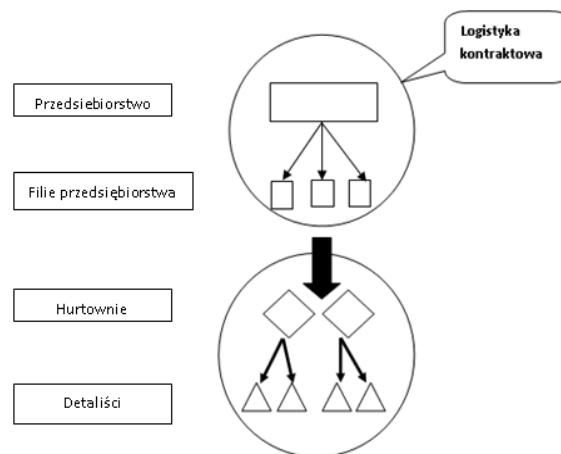 Logistyka
kontraktowa
Przedsiebiorstwo
Filie przedsiębiorstwa
Hurtownie
Detaliści